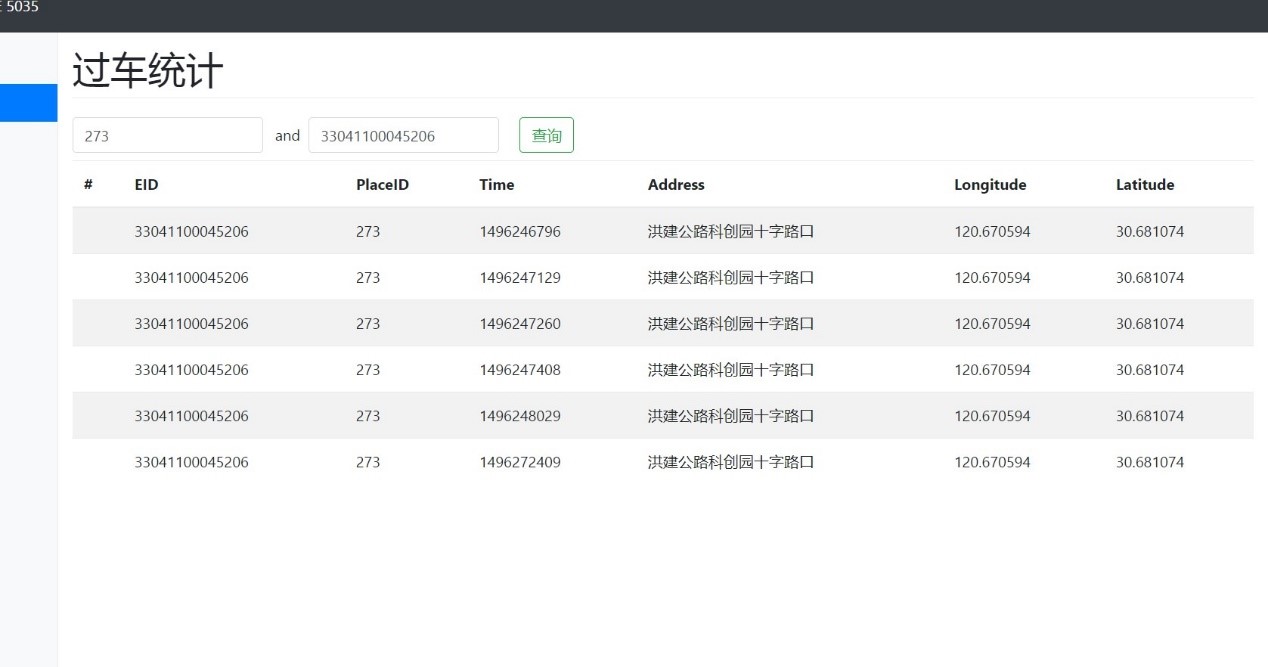 5035
过车统计
273 and 33041100045206 查询
# EID PlaceID Time Address Longitude Latitude
33041100045206 273 1496246796 洪建公路科创园十字路口 120.670594 30.681074
33041100045206 273 1496247129 洪建公路科创园十字路口 120.670594 30.681074
33041100045206 273 1496247260 洪建公路科创园十字路口 120.670594 30.681074
33041100045206 273 1496247408 洪建公路科创园十字路口 120.670594 30.681074
33041100045206 273 1496248029 洪建公路科创园十字路口 120.670594 30.681074
33041100045206 273 1496272409 洪建公路科创园十字路口 120.670594 30.681074